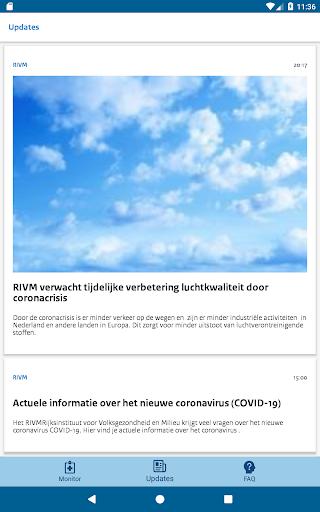 11:36
Updates
RIVM 20:17
RIVM verwacht tijdelijke verbetering luchtkwaliteit door
coronacrisis
Door de coronacrisis is er minder verkeer op de wegen en zijn er minder industriële activiteiten in
Nederland en andere landen in Europa. Dit zorgt voor minder uitstoot van luchtverontreinigende
stoffen.
RIVM 15:00
Actuele informatie over het nieuwe coronavirus (COVID-19)
Het RIVMRijksinstituut voor Volksgezondheid en Milieu krijgt veel vragen over het nieuwe
coronavirus COVID-19. Hier vind je actuele informatie over het coronavirus .
Monitor Updates FAQ